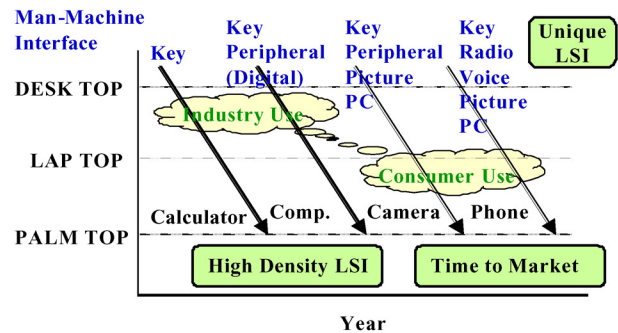 Man-Machine
Interface
Key
Key
Peripheral
(Digital)
Key
Peripheral
Picture
PC
Key
Radio
Voice
Picture
PC
Unique
LSI
DESK TOP
Industry Use
LAP TOP
Consumer Use
Calculator
Comp.
Camera
Phone
PALM TOP
High Density LSI
Time to Market
Year